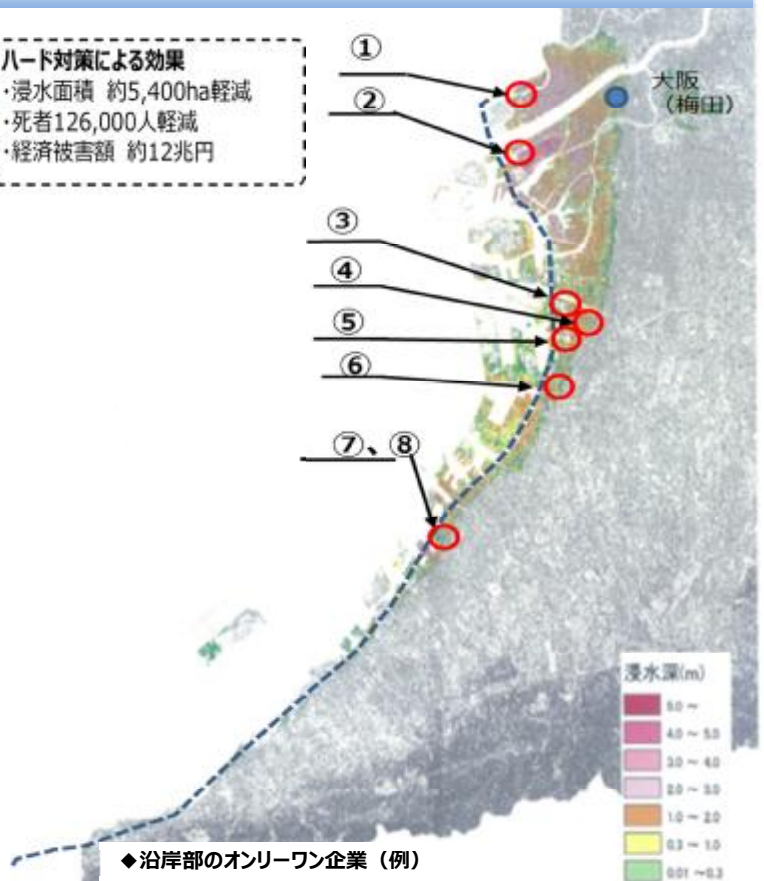 ハード対策による効果
・浸水面積 約5,400ha軽減
・死者126,000人軽減
・経済被害額 約12兆円
①
②
大阪
（梅田）
③
④
⑤
⑥
⑦、⑧
浸水深(m)
5.0 ～
4.0 ～ 5.0
3.0 ～ 4.0
2.0 ～ 3.0
1.0 ～ 2.0
0.3 ～ 1.0
0.01 ～0.3
◆沿岸部のオンリーワン企業（例）